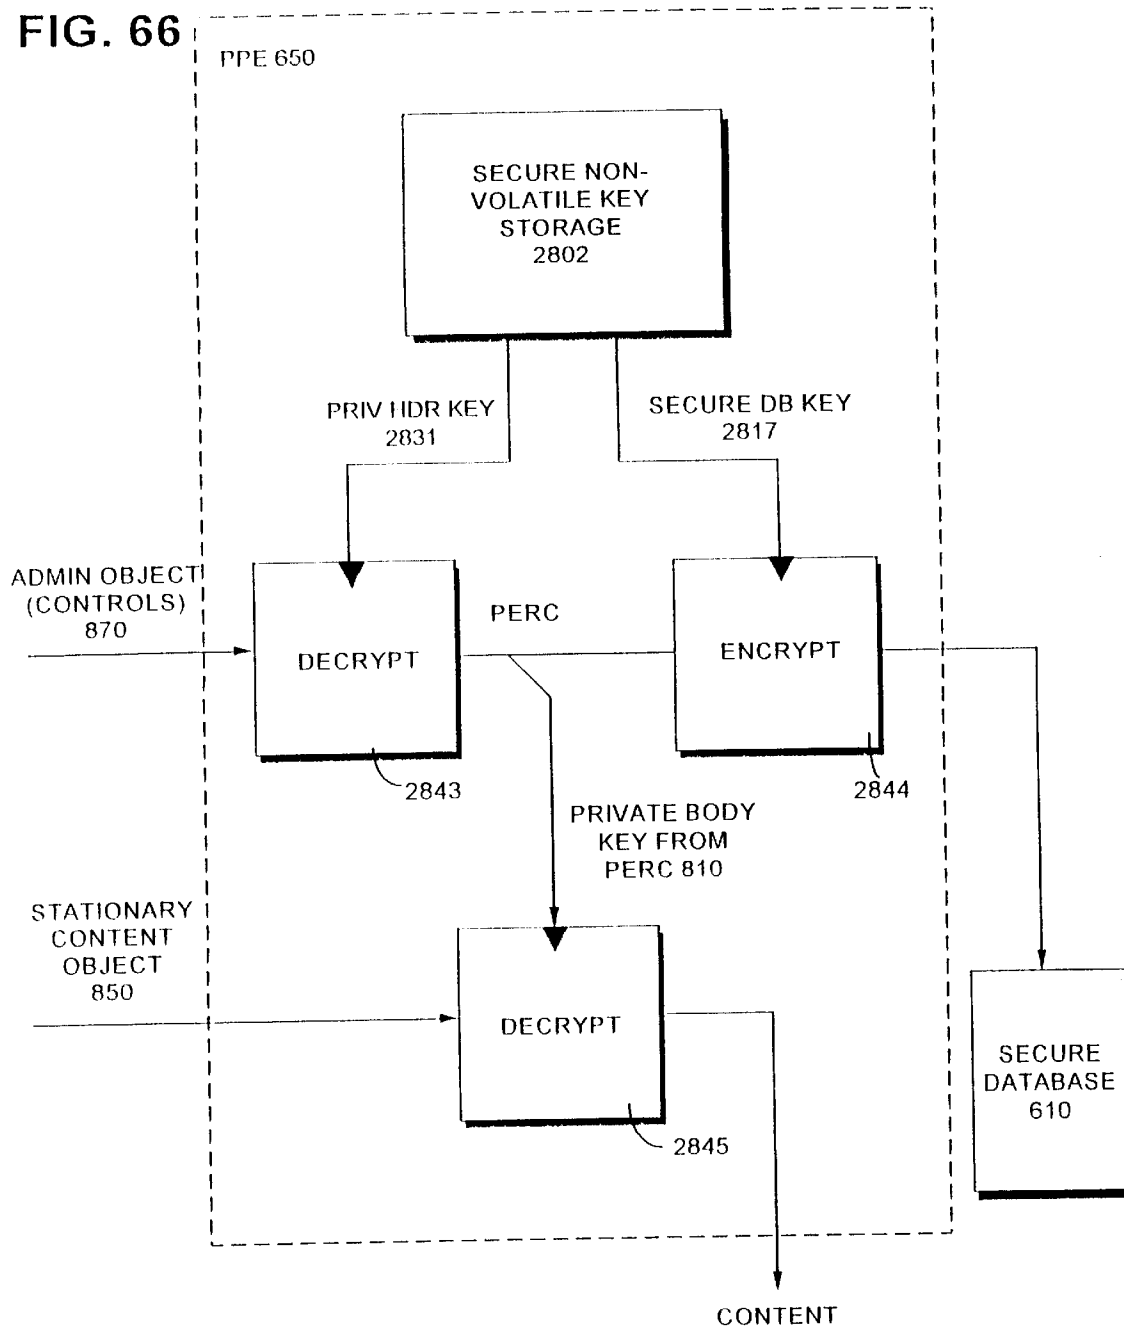 FIG. 66
PPE 650
SECURE NON-
VOLATILE KEY
STORAGE
2802
PRIV HDR KEY
2831
SECURE DB KEY
2817
ADMIN OBJECT
(CONTROLS)
870
DECRYPT
PERC
ENCRYPT
2843
2844
PRIVATE BODY
KEY FROM
PERC 810
STATIONARY
CONTENT
OBJECT
850
DECRYPT
2845
SECURE
DATABASE
610
CONTENT